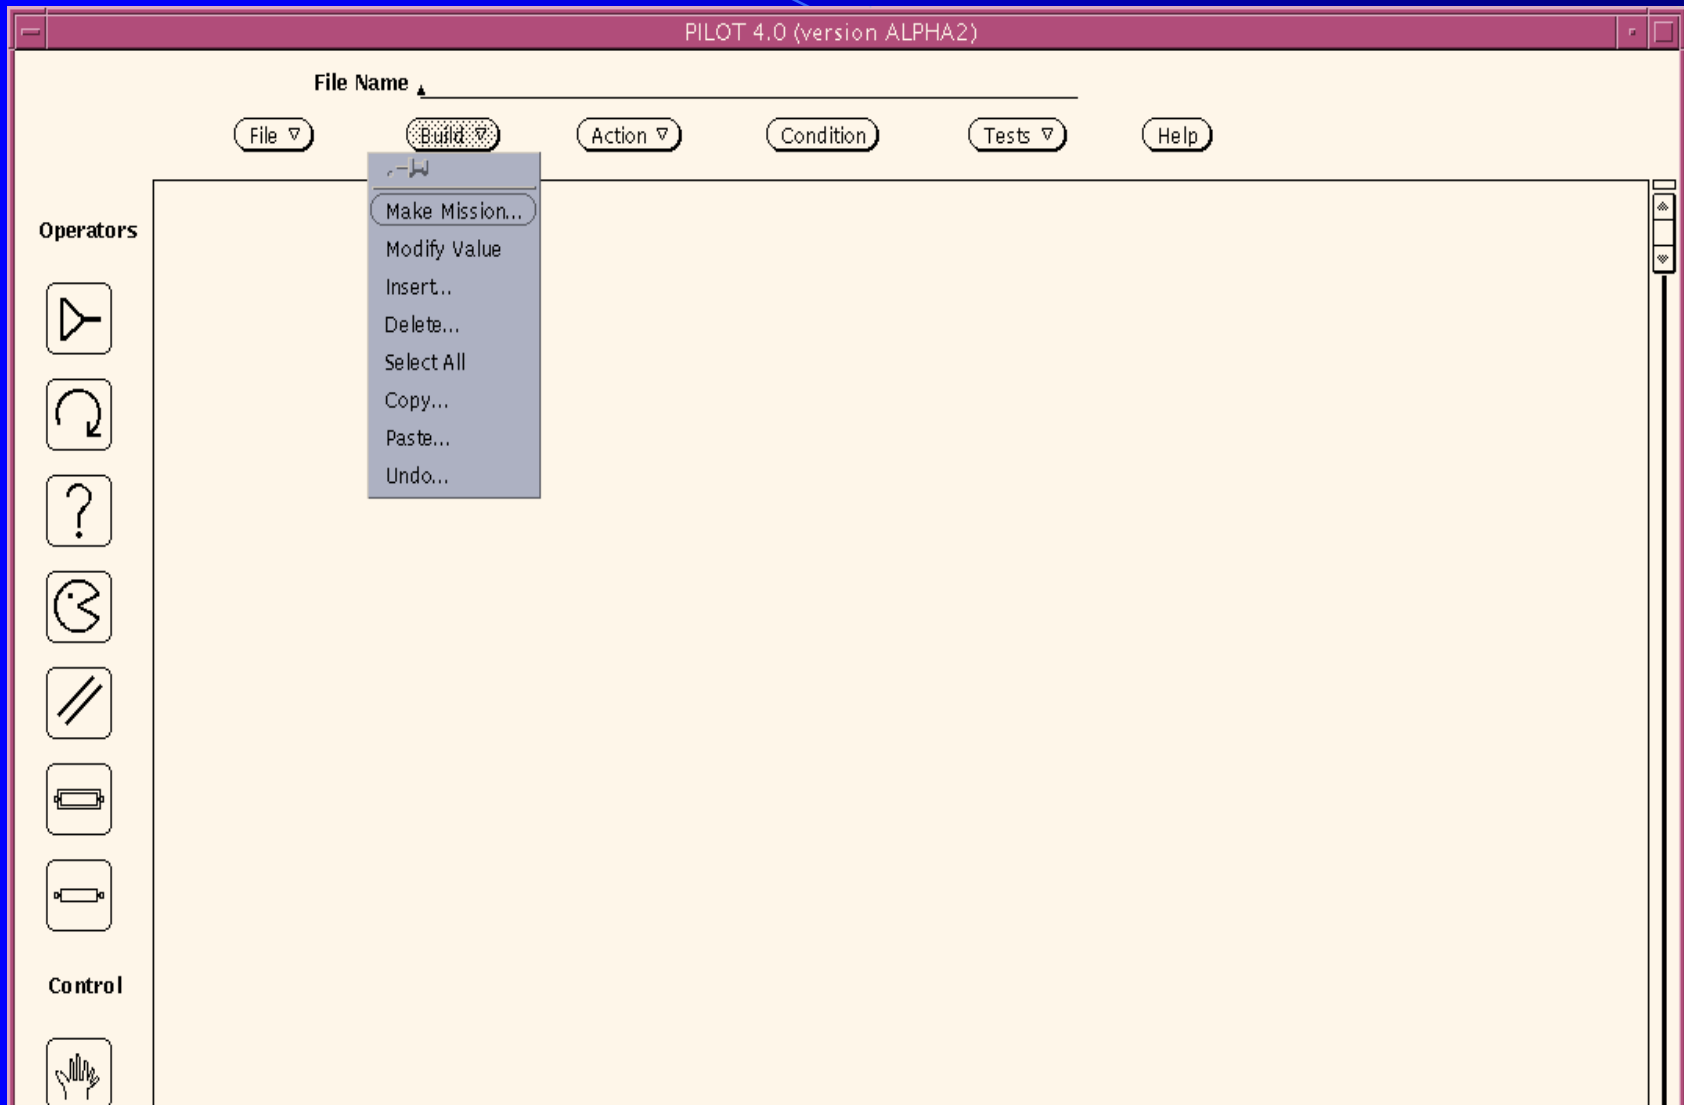 PILOT 4.0 (version ALPHA2)
File Name
File Build Action Condition Tests Help
Make Mission...
Modify Value
Insert...
Delete...
Select All
Copy...
Paste...
Undo...
Operators
?
Control